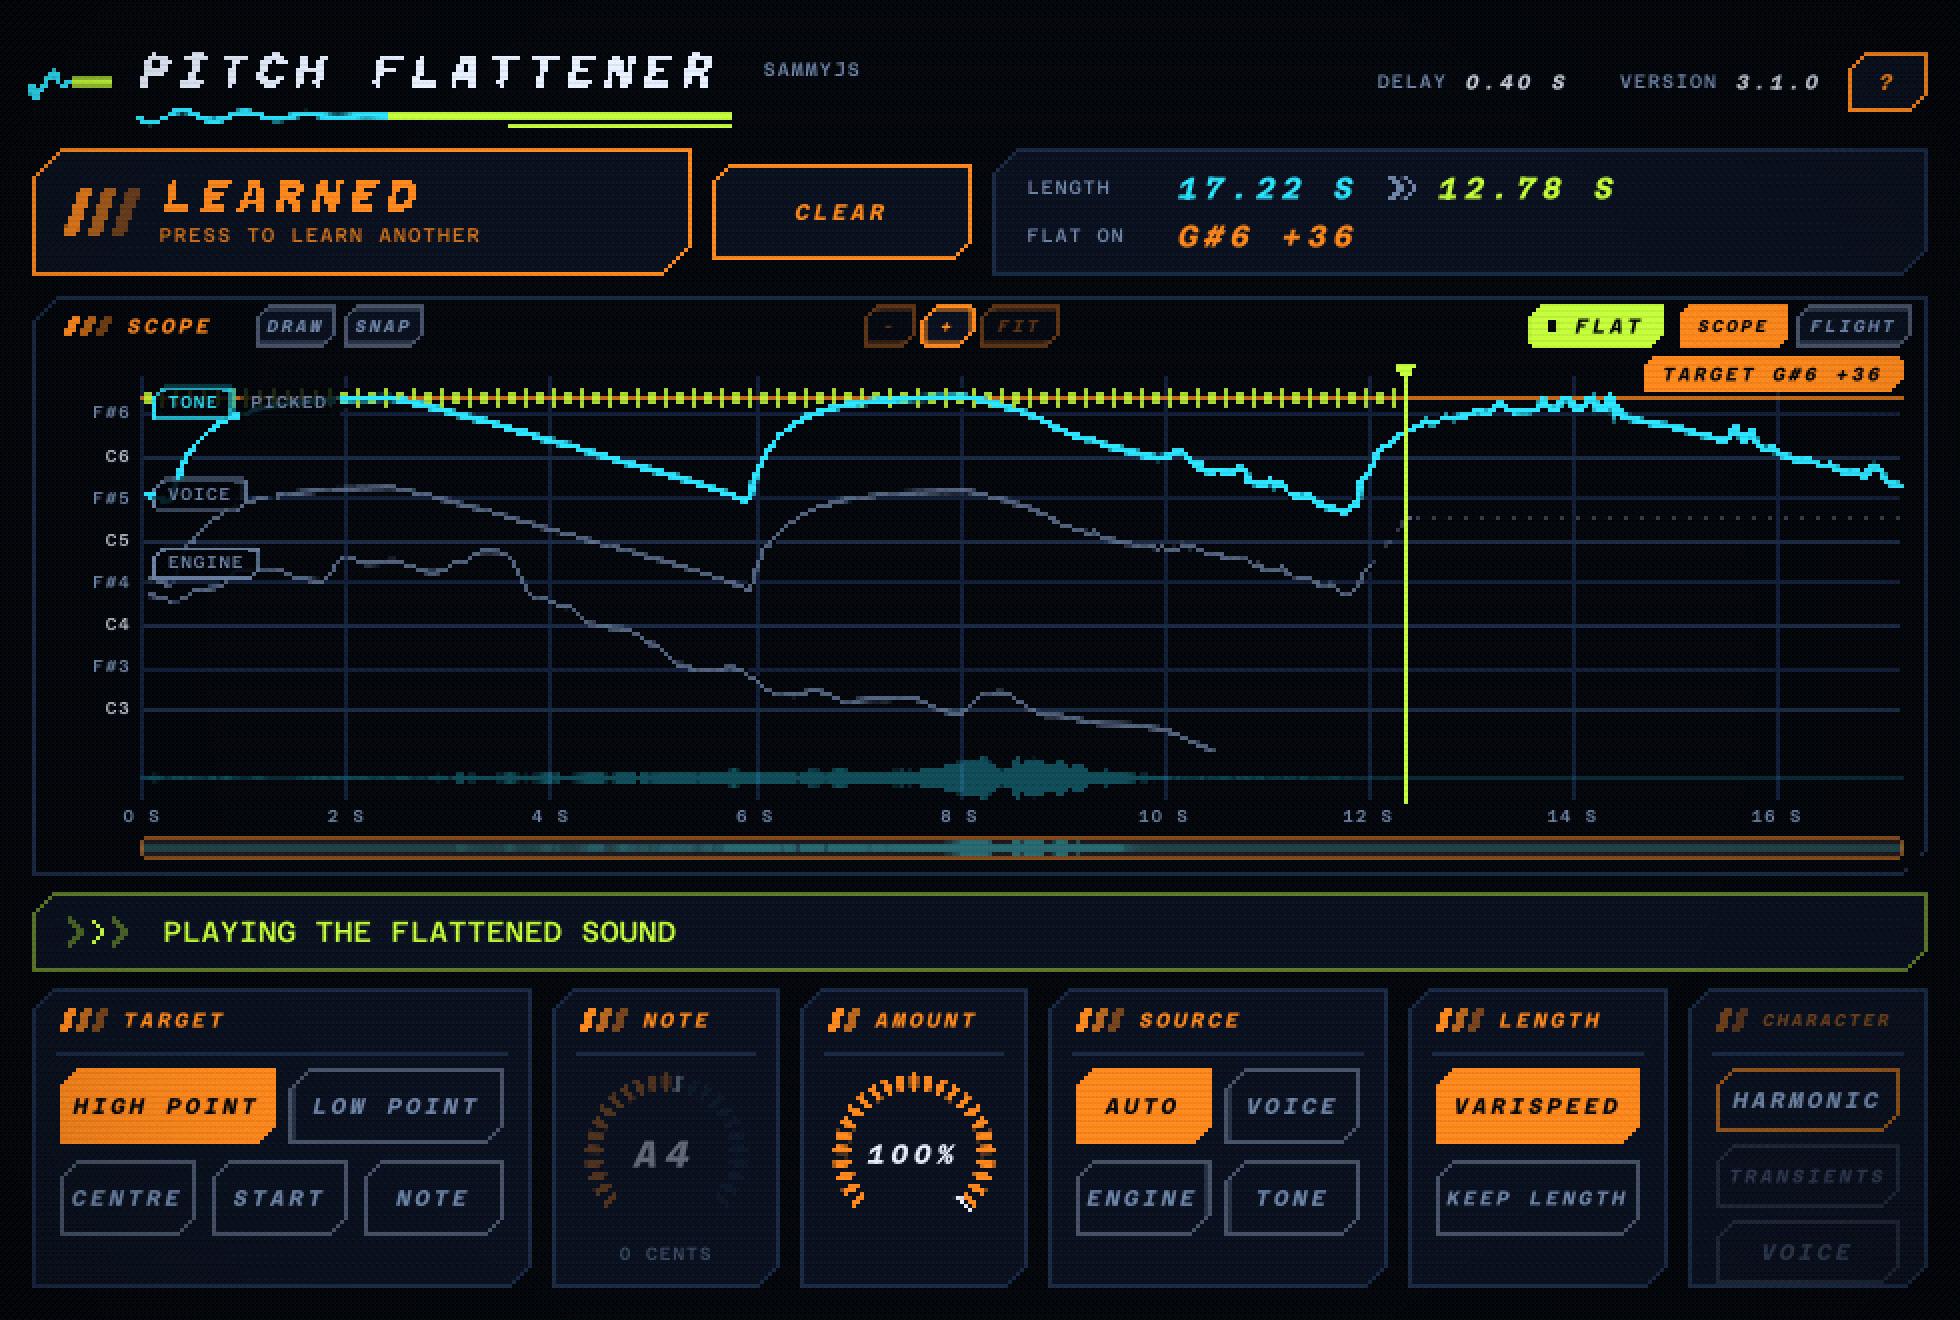 PITCH FLATTENER SAMMYJS
DELAY 0.40 S VERSION 3.1.0 ?
LEARNED
PRESS TO LEARN ANOTHER
CLEAR
LENGTH 17.22 S 12.78 S
FLAT ON G#6 +36
SCOPE DRAW SNAP - + FIT FLAT SCOPE FLIGHT
TARGET G#6 +36
TONE PICKED
F#6
C6
F#5
VOICE
C5
ENGINE
F#4
C4
F#3
C3
0 S 2 S 4 S 6 S 8 S 10 S 12 S 14 S 16 S
PLAYING THE FLATTENED SOUND
TARGET
HIGH POINT LOW POINT
CENTRE START NOTE
NOTE
A4
0 CENTS
AMOUNT
100%
SOURCE
AUTO VOICE
ENGINE TONE
LENGTH
VARISPEED
KEEP LENGTH
CHARACTER
HARMONIC
TRANSIENTS
VOICE